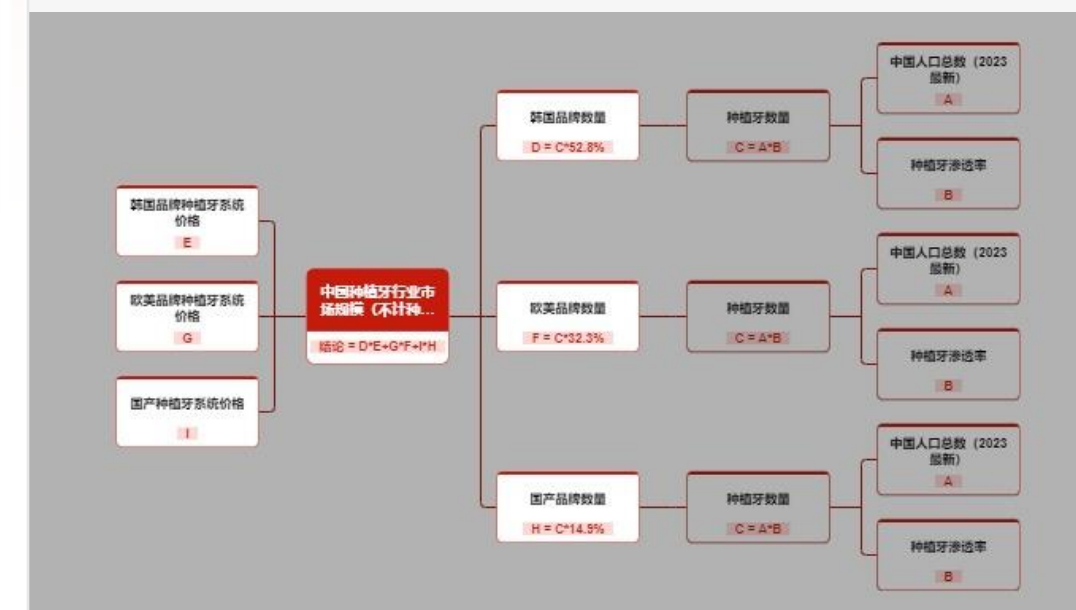 中国人口总数(2023
最新)
A
韩国品牌数量
D = C*52.8%
种植牙数量
C = A*B
种植牙渗透率
B
韩国品牌种植牙系统
价格
E
中国人口总数(2023
最新)
A
欧美品牌种植牙系统
价格
G
中国种植牙行业市
场规模(不计种...
结论 = D*E+G*F+I*H
欧美品牌数量
F = C*32.3%
种植牙数量
C = A*B
种植牙渗透率
B
国产种植牙系统价格
I
中国人口总数(2023
最新)
A
国产品牌数量
H = C*14.9%
种植牙数量
C = A*B
种植牙渗透率
B